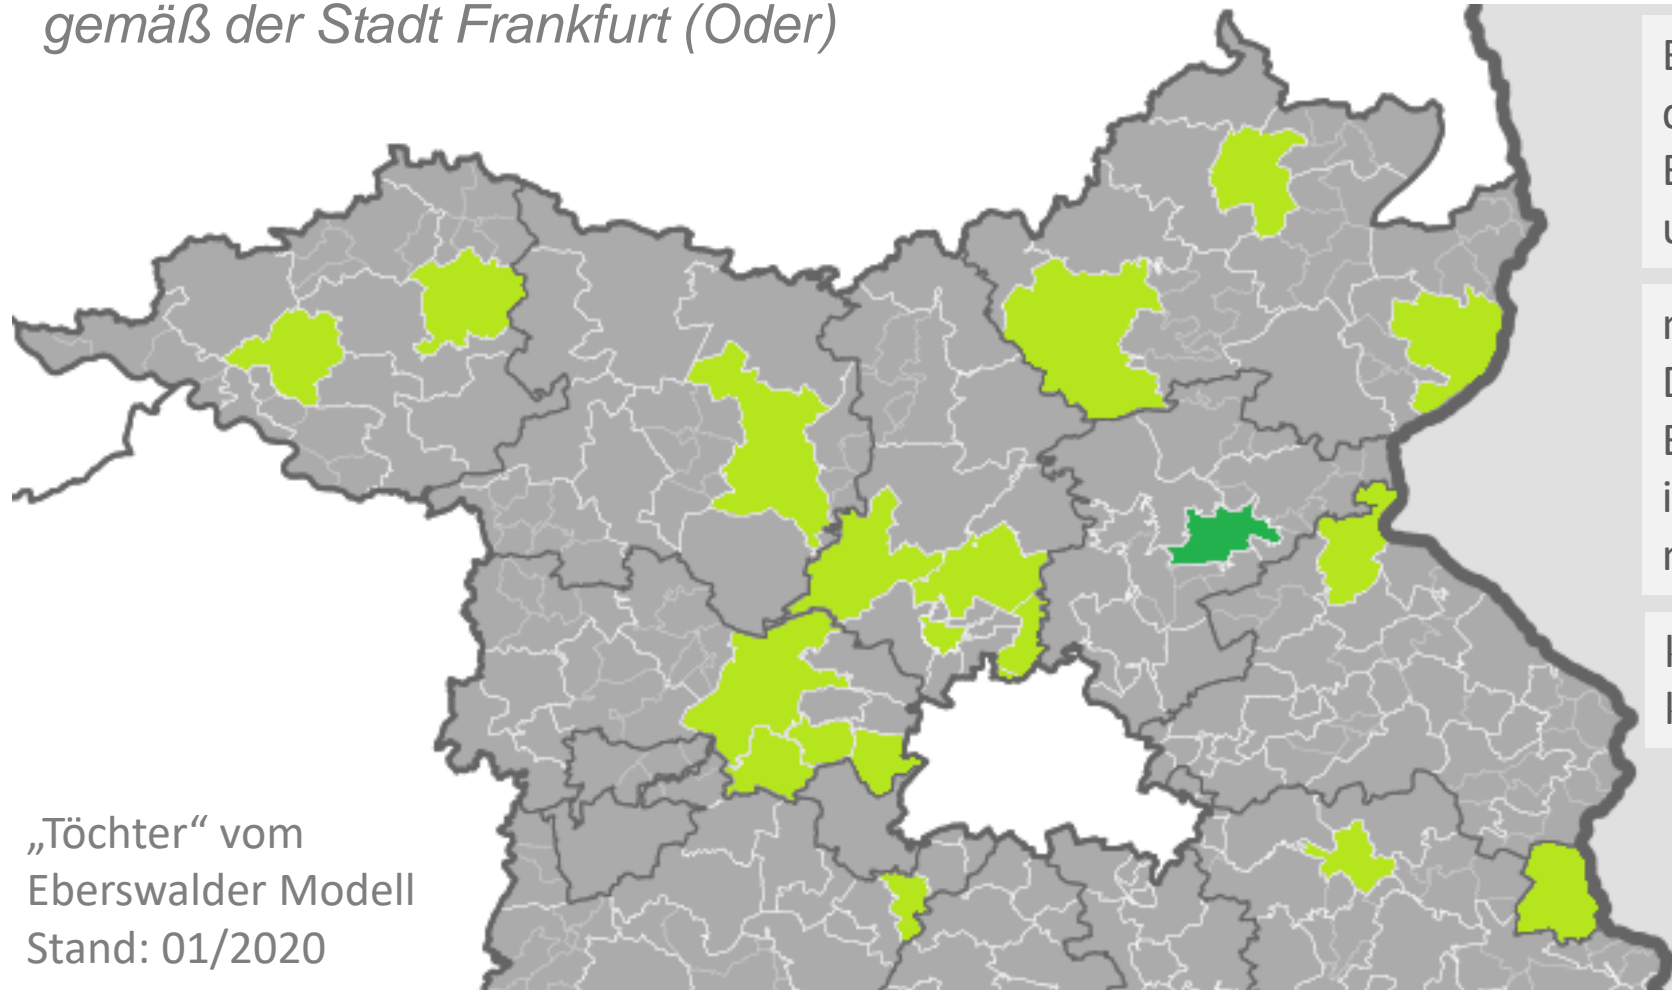 gemäß der Stadt Frankfurt (Oder)
„Töchter“ vom
Eberswalder Modell
Stand: 01/2020